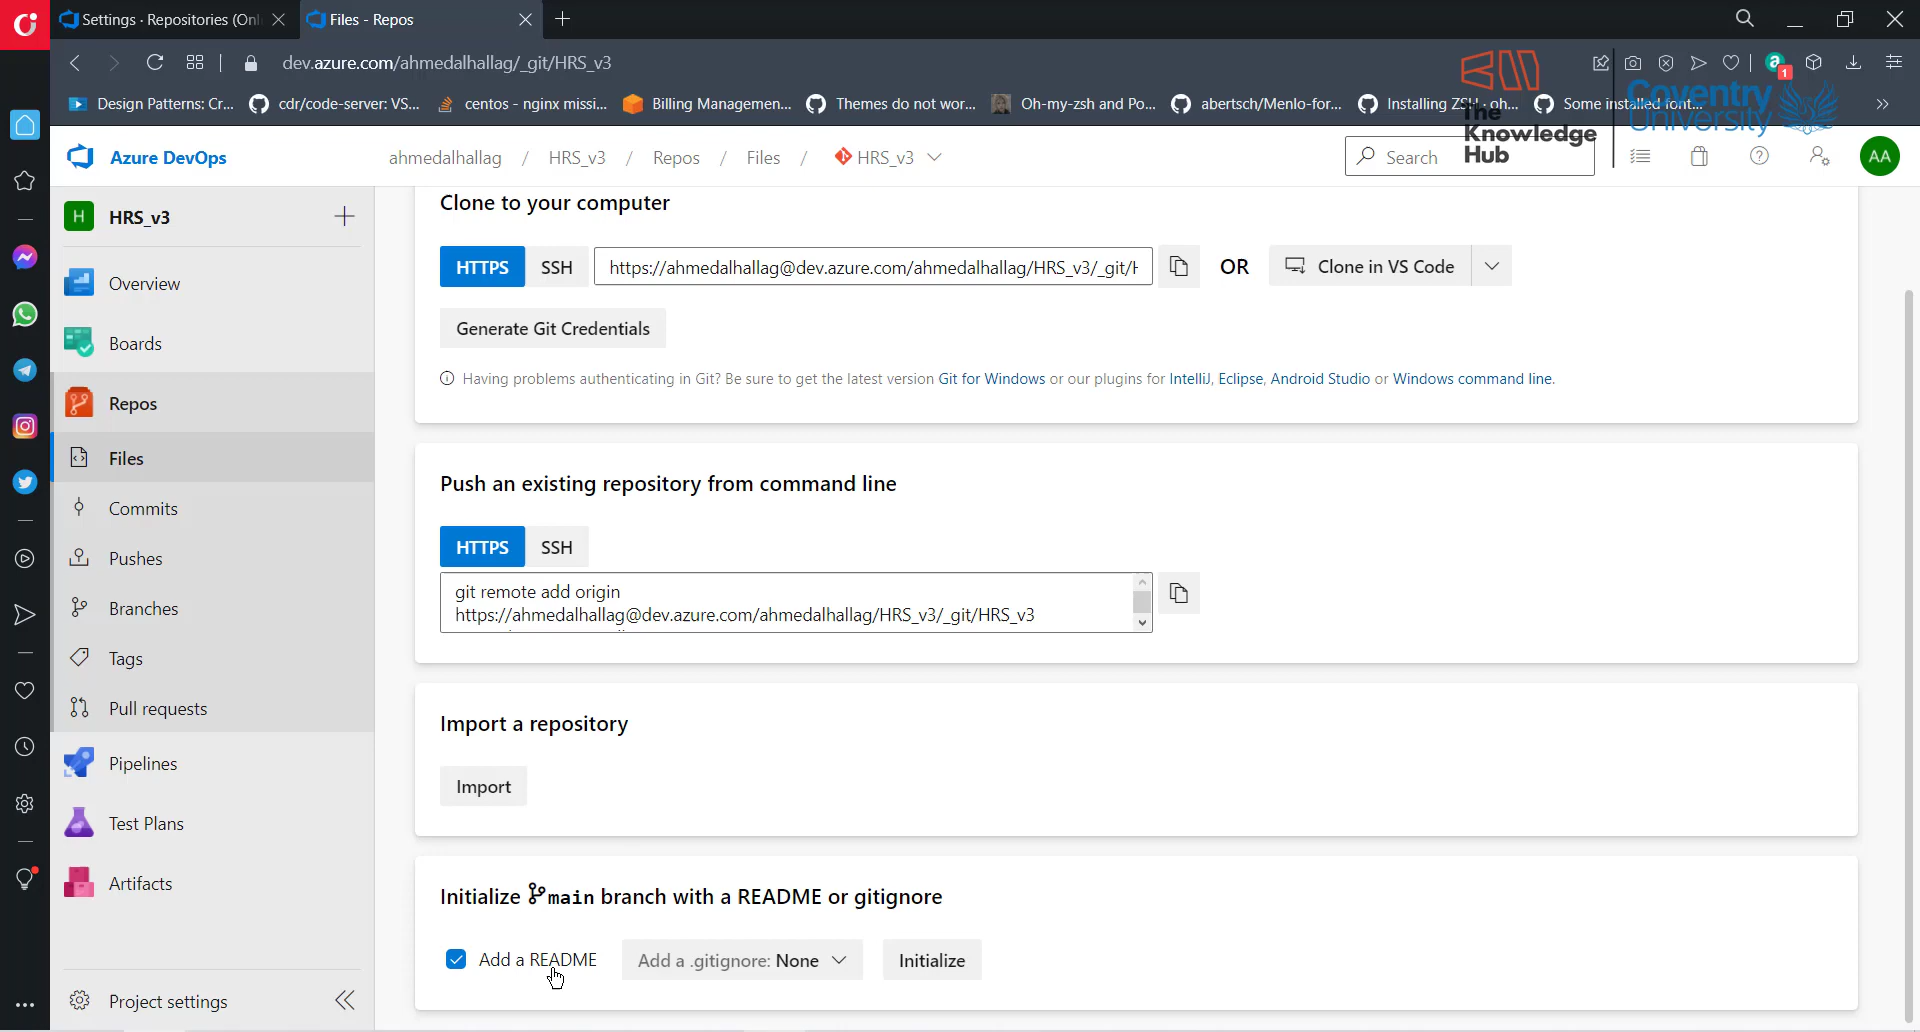 Settings · Repositories (Onl
Files - Repos
dev.azure.com/ahmedalhallag/_git/HRS_v3
1
Design Patterns: Cr...
cdr/code-server: VS...
centos - nginx missi...
Billing Managemen...
Themes do not wor...
Oh-my-zsh and Po...
abertsch/Menlo-for...
Installing ZSH · oh...
Some installed font...
The
Knowledge
Hub
Coventry
University
Azure DevOps
ahmedalhallag / HRS_v3 / Repos / Files / HRS_v3
Search
AA
H HRS_v3
Overview
Boards
Repos
Files
Commits
Pushes
Branches
Tags
Pull requests
Pipelines
Test Plans
Artifacts
Project settings
Clone to your computer
HTTPS SSH https://ahmedalhallag@dev.azure.com/ahmedalhallag/HRS_v3/_git/H OR Clone in VS Code
Generate Git Credentials
Having problems authenticating in Git? Be sure to get the latest version Git for Windows or our plugins for IntelliJ, Eclipse, Android Studio or Windows command line.
Push an existing repository from command line
HTTPS SSH
git remote add origin
https://ahmedalhallag@dev.azure.com/ahmedalhallag/HRS_v3/_git/HRS_v3
Import a repository
Import
Initialize main branch with a README or gitignore
Add a README Add a .gitignore: None Initialize